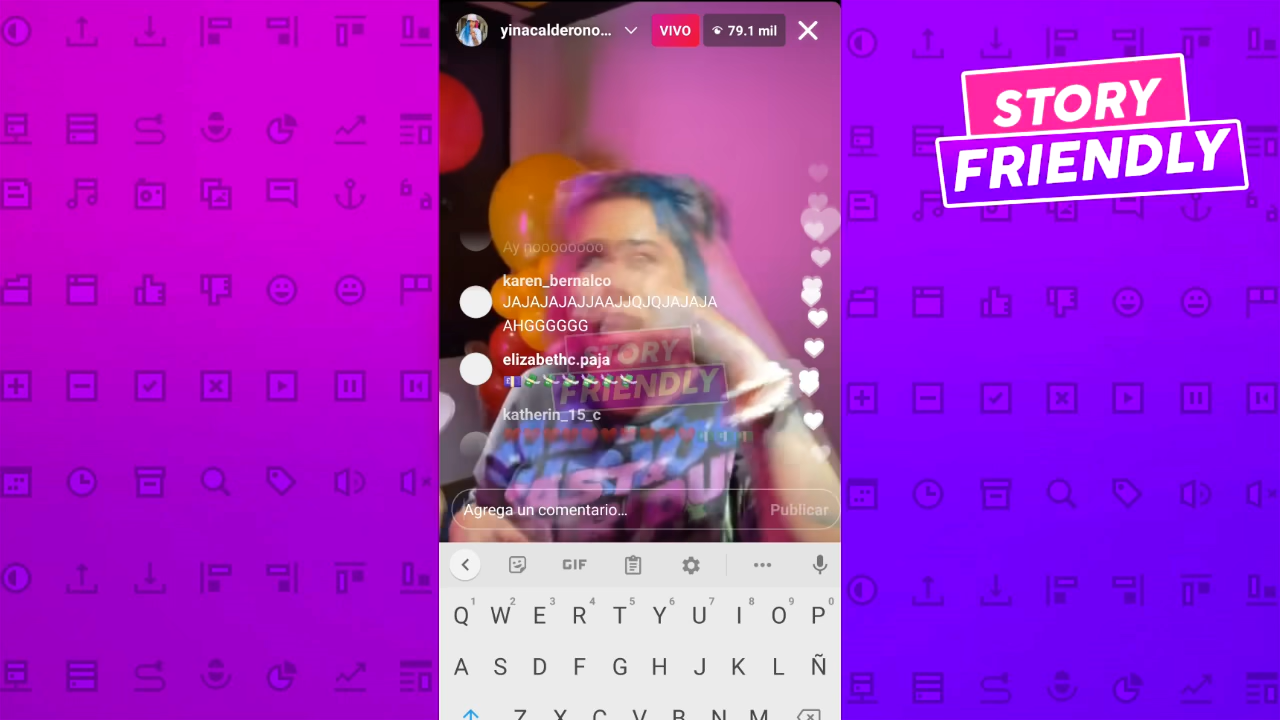 yinacalderono...
VIVO
79.1 mil
STORY
FRIENDLY
Ay npoooooooo
karen_bernalco
JAJAJAJAJJAAJJQJQJAJAJA
AHGGGGGG
elizabethc.paja
STORY
FRIENDLY
katherin_15_c
Agrega un comentario...
Publicar
GIF
1 2 3 4 5 6 7 8 9 0
Q W E R T Y U I O P
A S D F G H J K L Ñ
Z X C V B N M